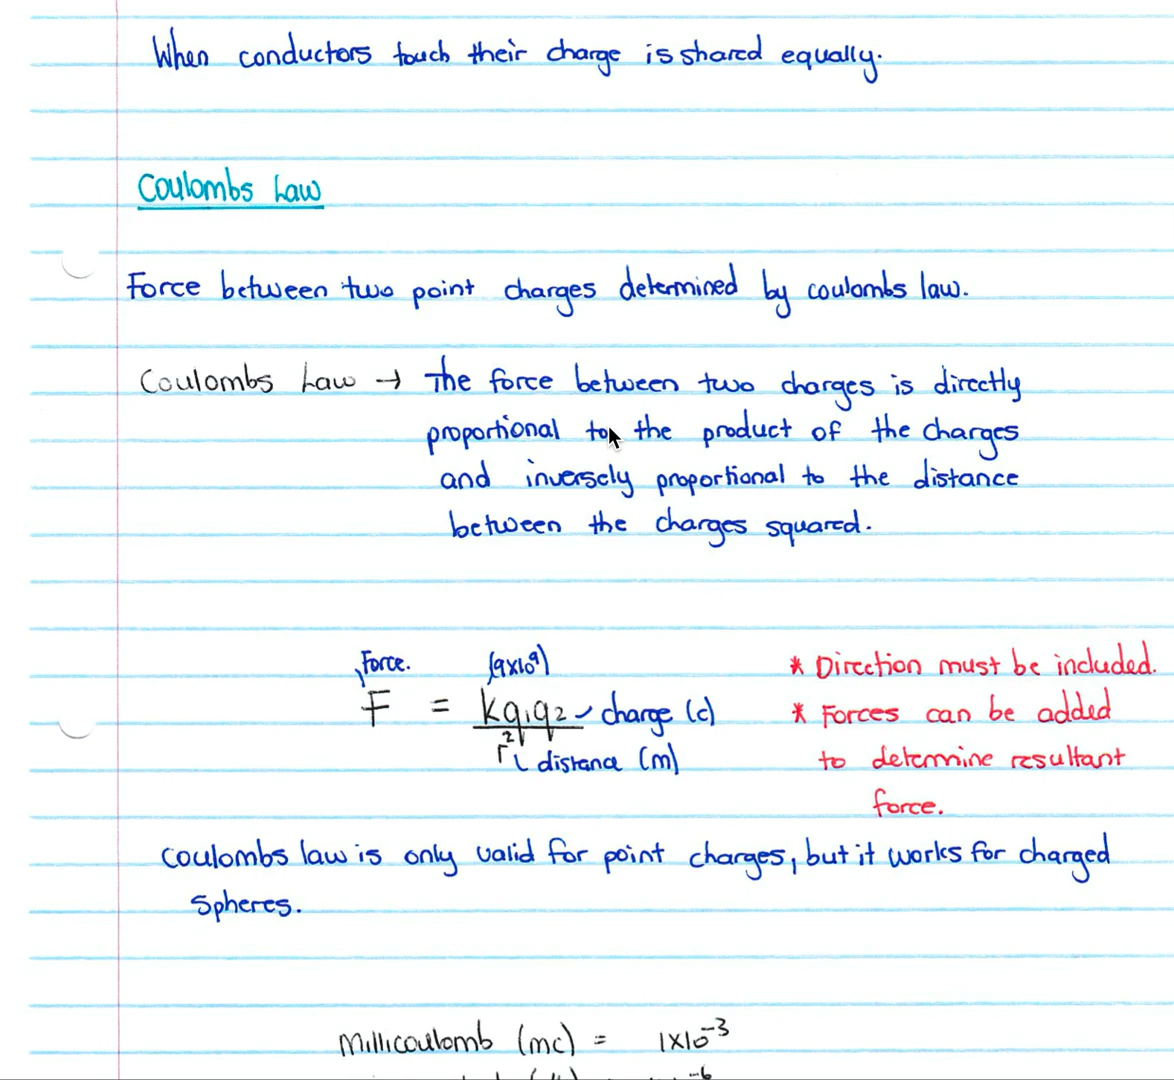 When conductors touch their charge is shared equally.
Coulombs Law
Force between two point charges determined by coulombs law.
Coulombs Law → The force between two charges is directly
proportional to the product of the charges
and inversely proportional to the distance
between the charges squared.
Force. (9x10⁹)
F = kq₁q₂ charge (c)
r² distance (m)
* Direction must be included.
* Forces can be added
to determine resultant
force.
Coulombs law is only valid for point charges, but it works for charged
spheres.
Millicoulomb (mc) = 1x10⁻³